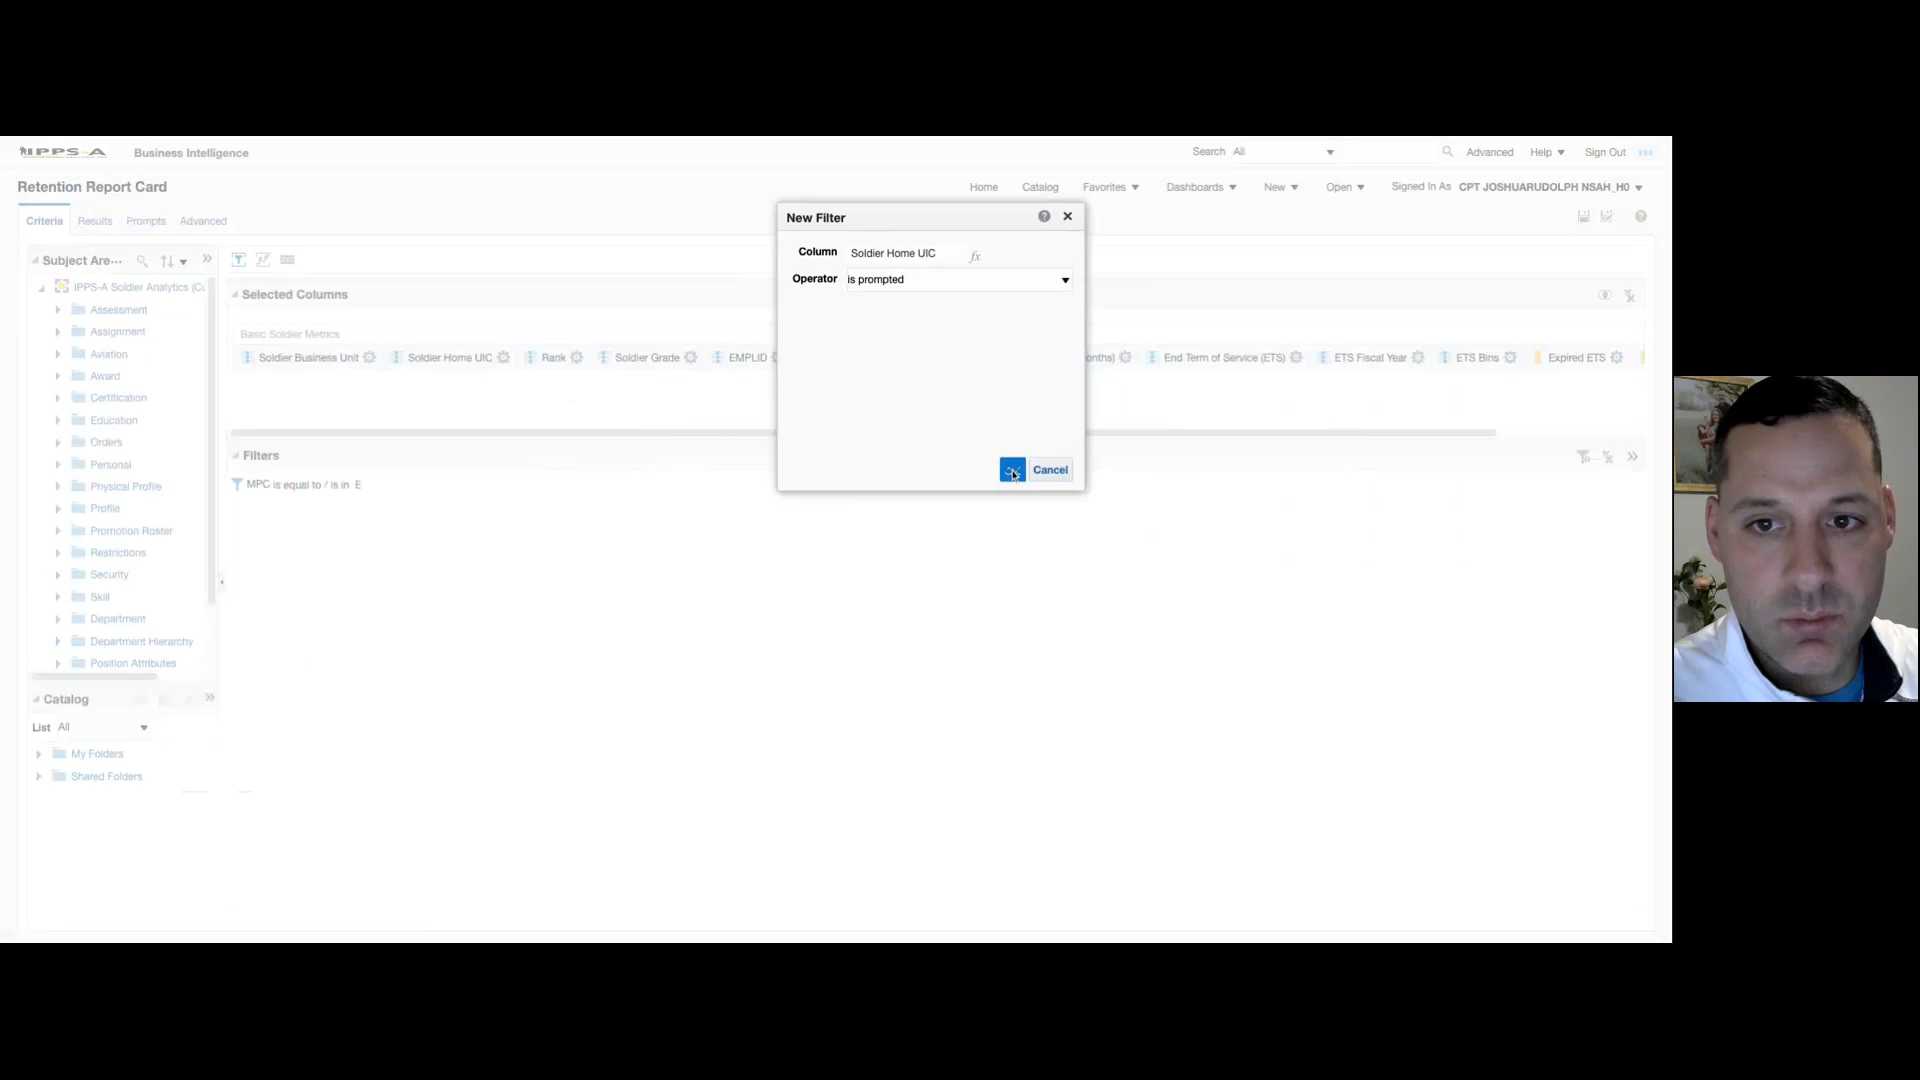 IPPS-A Business Intelligence Search All Advanced Help Sign Out
Retention Report Card Home Catalog Favorites Dashboards New Open Signed In As CPT JOSHUARUDOLPH NSAH_H0
Criteria Results Prompts Advanced
New Filter
Column Soldier Home UIC fx
Operator is prompted
Cancel
Subject Are...
IPPS-A Soldier Analytics (Cu
Assessment
Assignment
Aviation
Award
Certification
Education
Orders
Personal
Physical Profile
Profile
Promotion Roster
Restrictions
Security
Skill
Department
Department Hierarchy
Position Attributes
Catalog
List All
My Folders
Shared Folders
Selected Columns
Basic Soldier Metrics
Soldier Business Unit Soldier Home UIC Rank Soldier Grade EMPLID onths) End Term of Service (ETS) ETS Fiscal Year ETS Bins Expired ETS
Filters
MPC is equal to / is in E